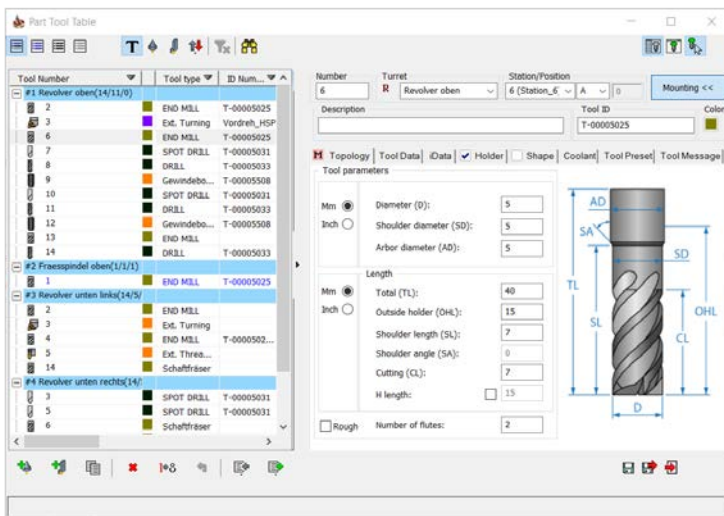 Part Tool Table
Tool Number Tool type ID Num...
#1 Revolver oben(14/11/0)
2 END MILL T-00005025
3 Ext. Turning Vordreh_HSP
6 END MILL T-00005025
7 SPOT DRILL T-00005031
8 DRILL T-00005033
9 Gewindebo... T-00005508
10 SPOT DRILL T-00005031
11 DRILL T-00005033
12 Gewindebo... T-00005508
13 END MILL
14 DRILL T-00005033
#2 Fraesspindel oben(1/1/1)
1 END MILL T-00005025
#3 Revolver unten links(14/5/
2 END MILL
3 Ext. Turning
4 END MILL T-0000502...
5 Ext. Threa...
14 Schaftfräser
#4 Revolver unten rechts(14/
3 SPOT DRILL T-00005031
5 SPOT DRILL T-00005031
6 Schaftfräser
Number Turret Station/Position
6 R Revolver oben 6 (Station_6 A 0 Mounting <<
Description Tool ID Color
T-00005025
M Topology Tool Data iData Holder Shape Coolant Tool Preset Tool Message
Tool parameters
Mm Diameter (D): 5
Inch Shoulder diameter (SD): 5
Arbor diameter (AD): 5
Length
Mm Total (TL): 40
Inch Outside holder (OHL): 15
Shoulder length (SL): 7
Shoulder angle (SA): 0
Cutting (CL): 7
H length: 15
Rough Number of flutes: 2
AD
SA
SD
TL
OHL
SL
CL
D